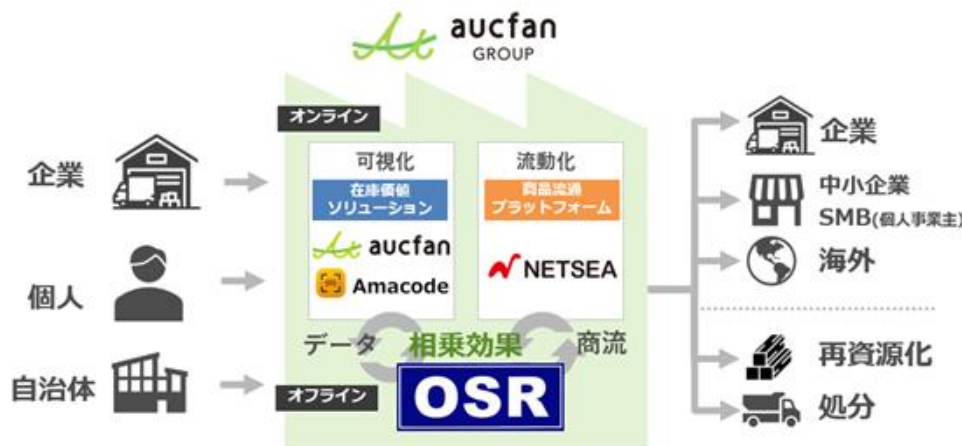 aucfan
GROUP
企業
個人
自治体
オンライン
可視化
在庫価値
ソリューション
aucfan
Amacode
流動化
商品流通
プラットフォーム
NETSEA
データ
相乗効果
商流
オフライン
OSR
企業
中小企業
SMB(個人事業主)
海外
再資源化
処分